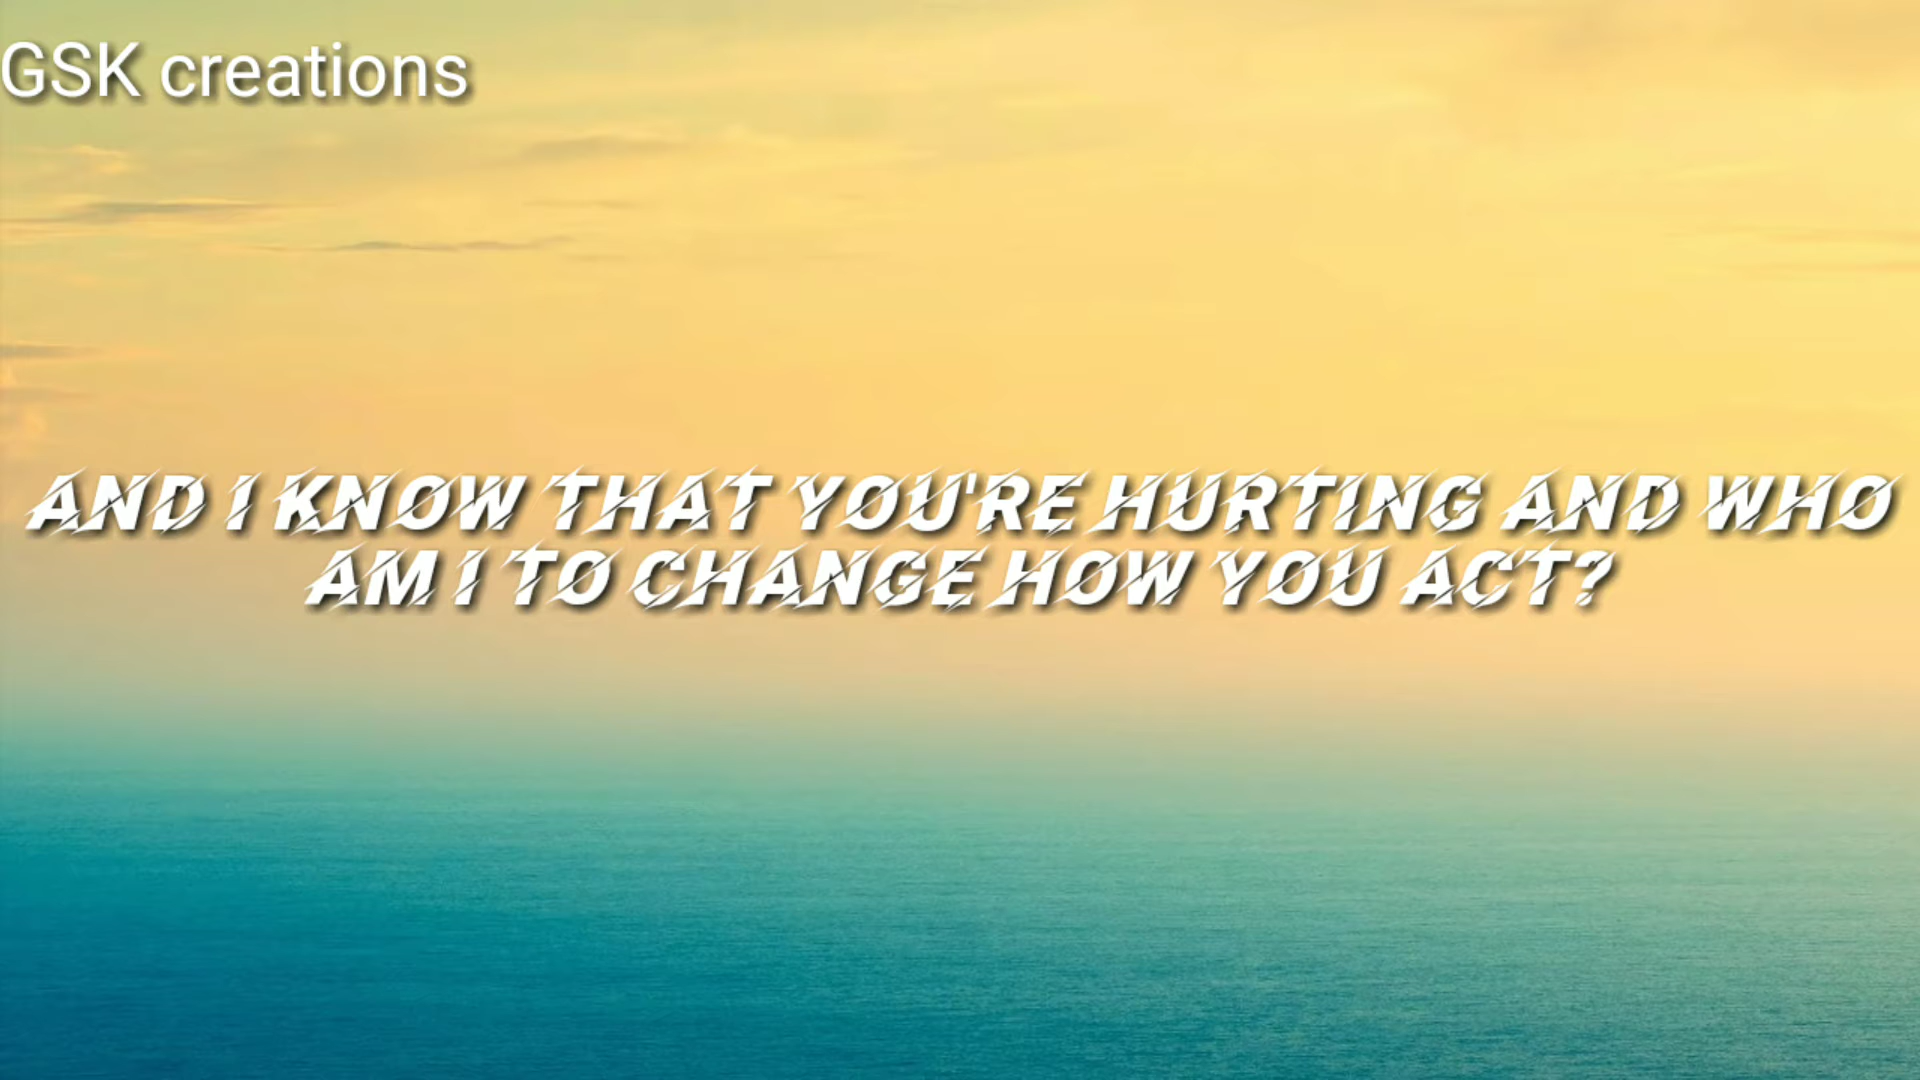 GSK creations
AND I KNOW THAT YOU'RE HURTING AND WHO
AM I TO CHANGE HOW YOU ACT?